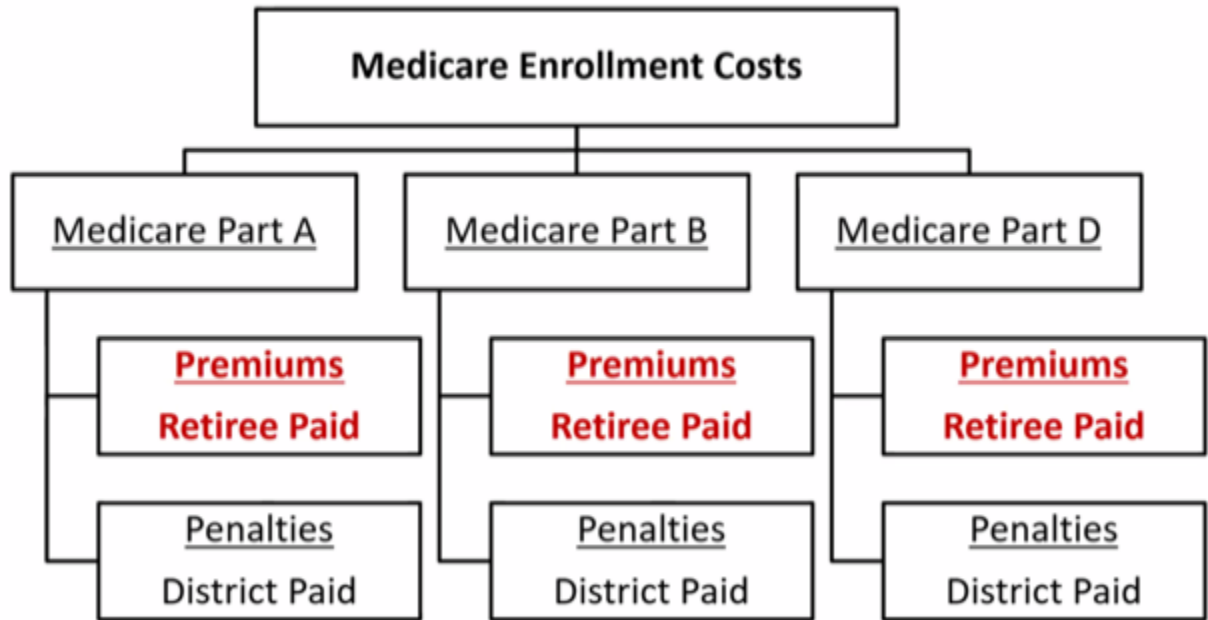 Medicare Enrollment Costs
Medicare Part A
Premiums
Retiree Paid
Penalties
District Paid
Medicare Part B
Premiums
Retiree Paid
Penalties
District Paid
Medicare Part D
Premiums
Retiree Paid
Penalties
District Paid